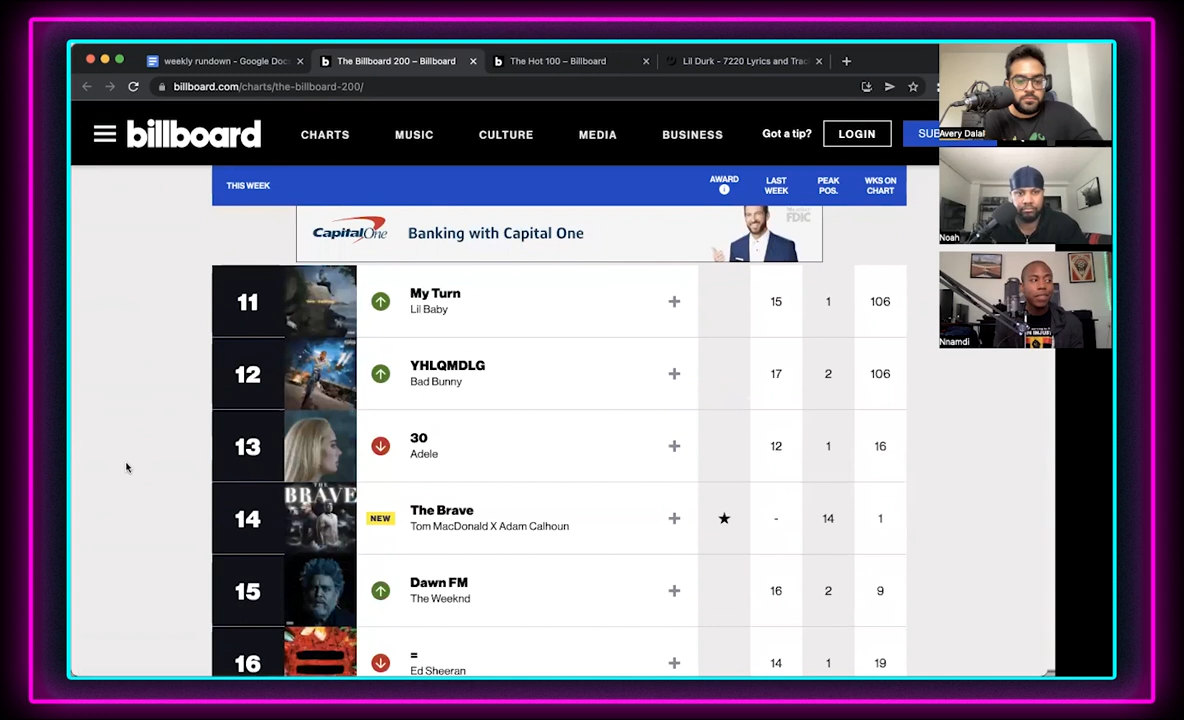 weekly rundown - Google Doc
The Billboard 200 – Billboard
The Hot 100 – Billboard
Lil Durk - 7220 Lyrics and Trac
billboard.com/charts/the-billboard-200/
billboard
CHARTS
MUSIC
CULTURE
MEDIA
BUSINESS
Got a tip?
LOGIN
SUB
THIS WEEK
AWARD
LAST WEEK
PEAK POS.
WKS ON CHART
Capital One
Banking with Capital One
FDIC
11
My Turn
Lil Baby
15
1
106
12
YHLQMDLG
Bad Bunny
17
2
106
13
30
Adele
12
1
16
THE
BRAVE
14
NEW
The Brave
Tom MacDonald X Adam Calhoun
-
14
1
15
Dawn FM
The Weeknd
16
2
9
16
=
Ed Sheeran
14
1
19
Avery Dalal
Noah
Nnamdi